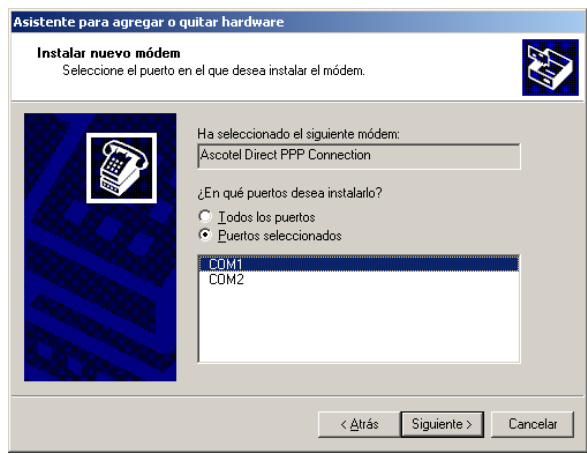 Asistente para agregar o quitar hardware
Instalar nuevo módem
Seleccione el puerto en el que desea instalar el módem.
Ha seleccionado el siguiente módem:
Ascotel Direct PPP Connection
¿En qué puertos desea instalarlo?
Todos los puertos
Puertos seleccionados
COM1
COM2
< Atrás
Siguiente >
Cancelar